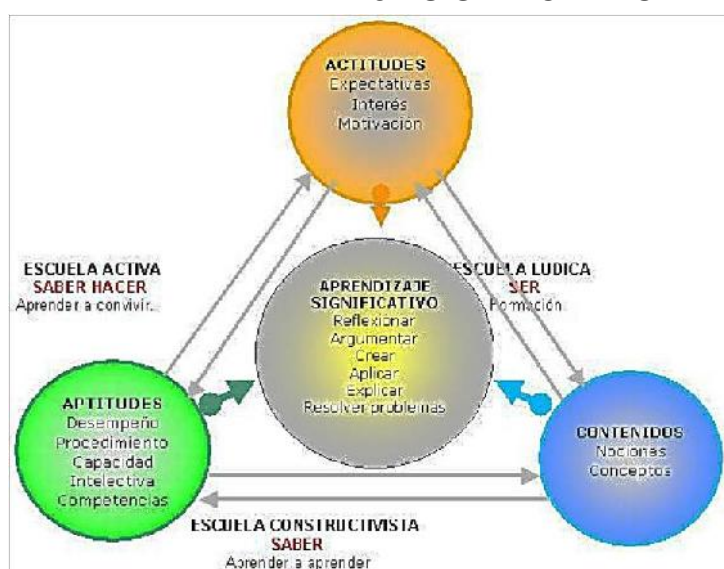 ACTITUDES
Expectativas
Interés
Motivación
ESCUELA ACTIVA
SABER HACER
Aprender a convivir..
ESCUELA LUDICA
SER
Formación
APRENDIZAJE
SIGNIFICATIVO
Reflexionar
Argumentar
Crear
Aplicar
Explicar
Resolver problemas
APTITUDES
Desempeño
Procedimiento
Capacidad
Intelectiva
Competencias
CONTENIDOS
Nociones
Conceptos
ESCUELA CONSTRUCTIVISTA
SABER
Aprender a aprender